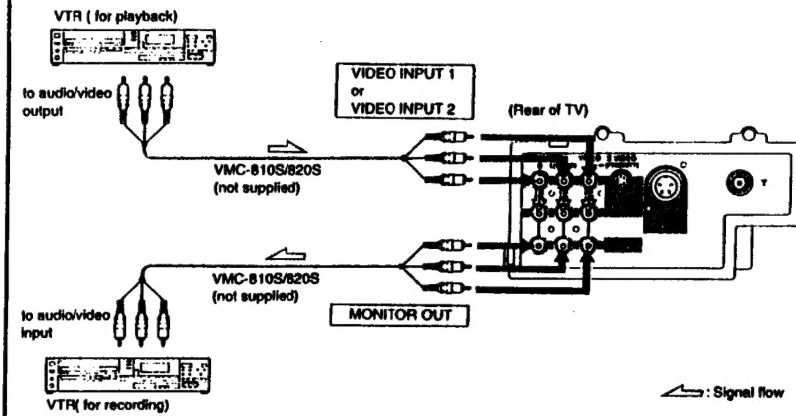 VTR ( for playback)
to audio/video
output
VIDEO INPUT 1
or
VIDEO INPUT 2
(Rear of TV)
VMC-810S/820S
(not supplied)
VMC-810S/820S
(not supplied)
MONITOR OUT
to audio/video
input
VTR( for recording)
: Signal flow